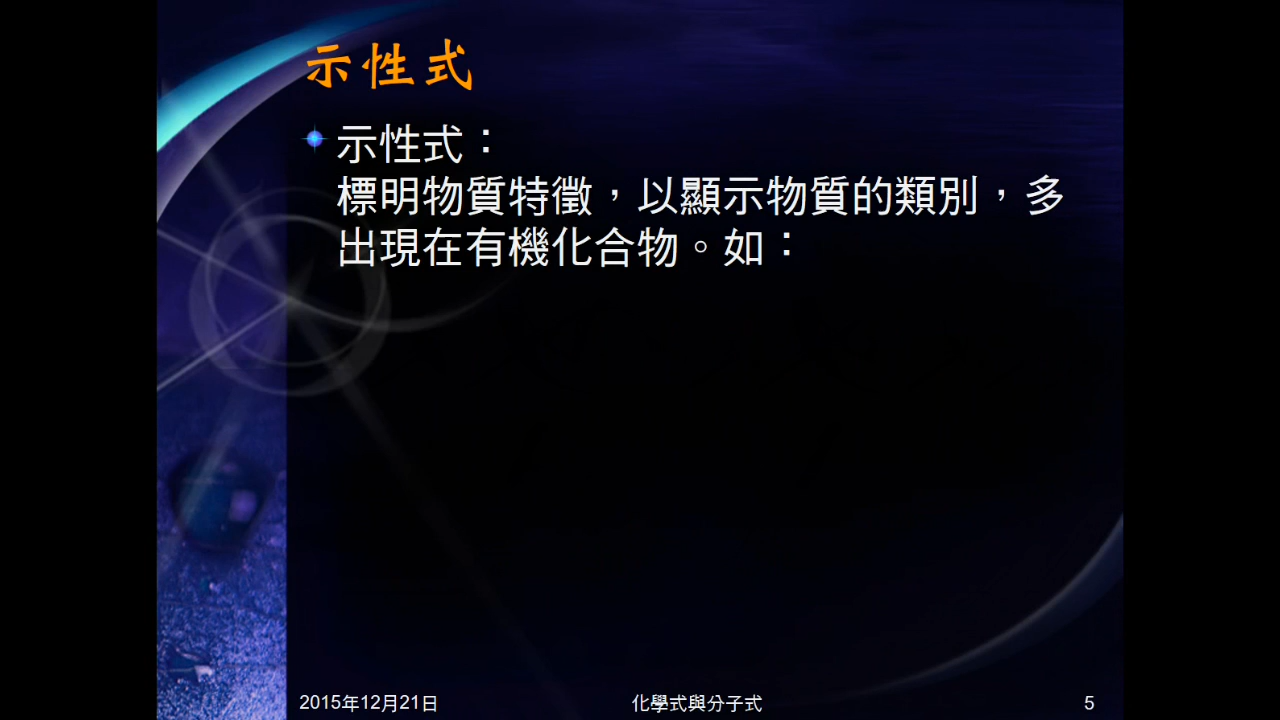 示性式
示性式：
標明物質特徵，以顯示物質的類別，多
出現在有機化合物。如：
2015年12月21日
化學式與分子式
5